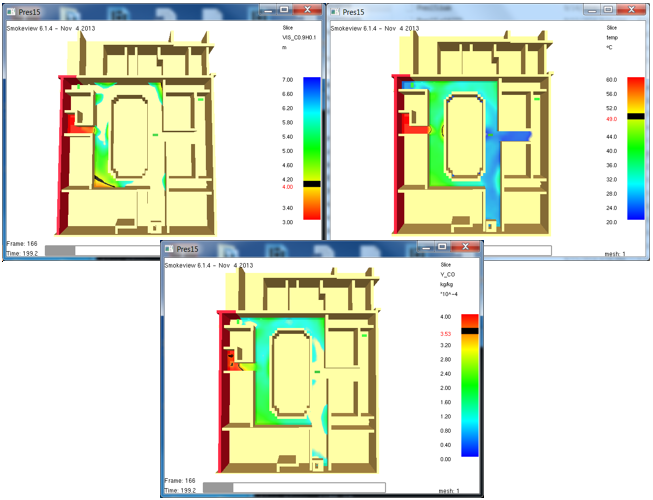 Pres15
Smokeview 6.1.4 - Nov 4 2013
Slice
VIS_C0.9H0.1
m
7.00
6.60
6.20
5.80
5.40
5.00
4.60
4.20
4.00
3.40
3.00
Frame: 166
Time: 199.2
Pres15
Smokeview 6.1.4 - Nov 4 2013
Slice
temp
ºC
60.0
56.0
52.0
49.0
44.0
40.0
36.0
32.0
28.0
24.0
20.0
Frame: 166
Time: 199.2
mesh: 1
Pres15
Smokeview 6.1.4 - Nov 4 2013
Slice
Y_CO
kg/kg
*10^-4
4.00
3.53
3.20
2.80
2.40
2.00
1.60
1.20
0.80
0.40
0.00
Frame: 166
Time: 199.2
mesh: 1